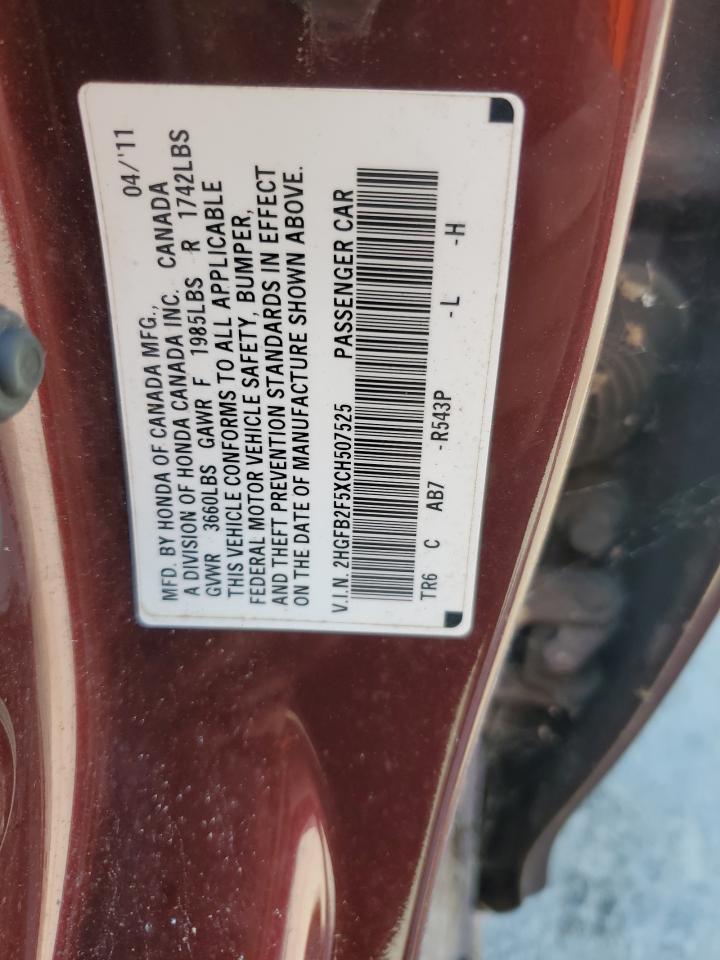 MFD. BY HONDA OF CANADA MFG., 04/'11
A DIVISION OF HONDA CANADA INC. CANADA
GVWR 3660LBS GAWR F 1985LBS R 1742LBS
THIS VEHICLE CONFORMS TO ALL APPLICABLE
FEDERAL MOTOR VEHICLE SAFETY, BUMPER,
AND THEFT PREVENTION STANDARDS IN EFFECT
ON THE DATE OF MANUFACTURE SHOWN ABOVE.
V.I.N. 2HGFB2F5XCH507525 PASSENGER CAR
TR6 C AB7 -R543P -L -H